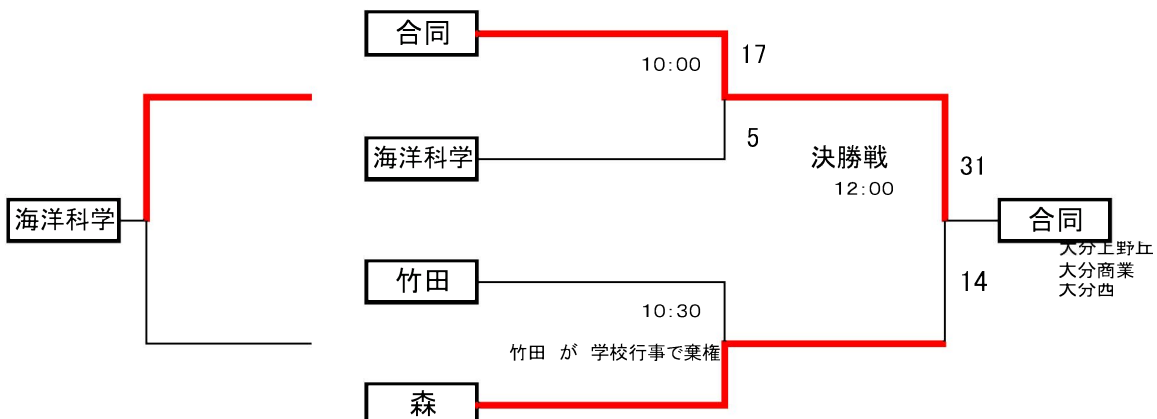 合同
17
10:00
5
海洋科学
決勝戦
12:00
31
海洋科学
合同
大分上野丘
大分商業
大分西
竹田
14
10:30
竹田 が 学校行事で棄権
森